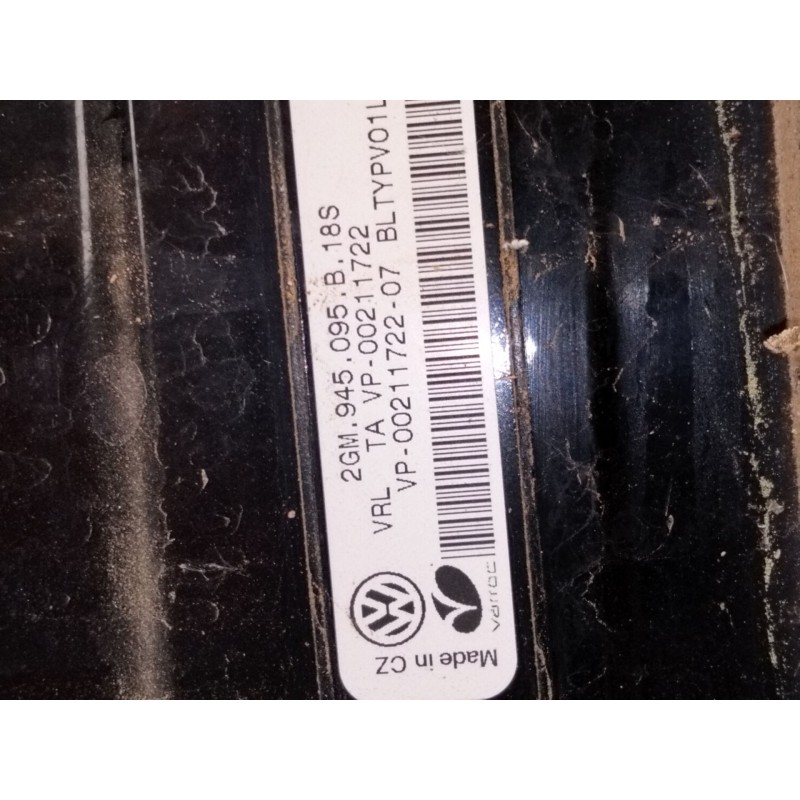 2GM.945.095.B.18S
VRL TA VP-00211722
VP-00211722-07 BLTYPV01L
varroc
Made in CZ